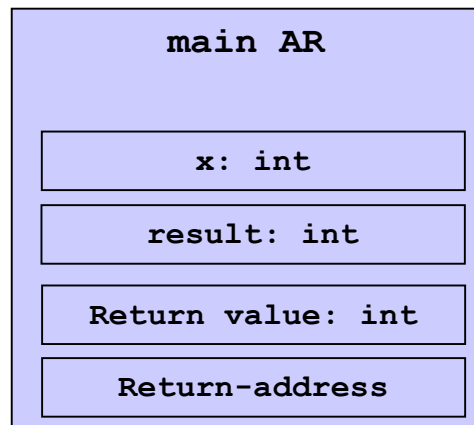 main AR
x: int
result: int
Return value: int
Return-address